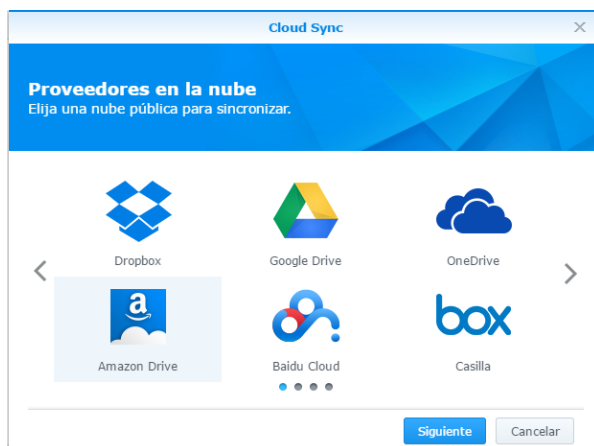 Cloud Sync
Proveedores en la nube
Elija una nube pública para sincronizar.
Dropbox
Google Drive
OneDrive
a
box
Amazon Drive
Baidu Cloud
Casilla
Siguiente
Cancelar